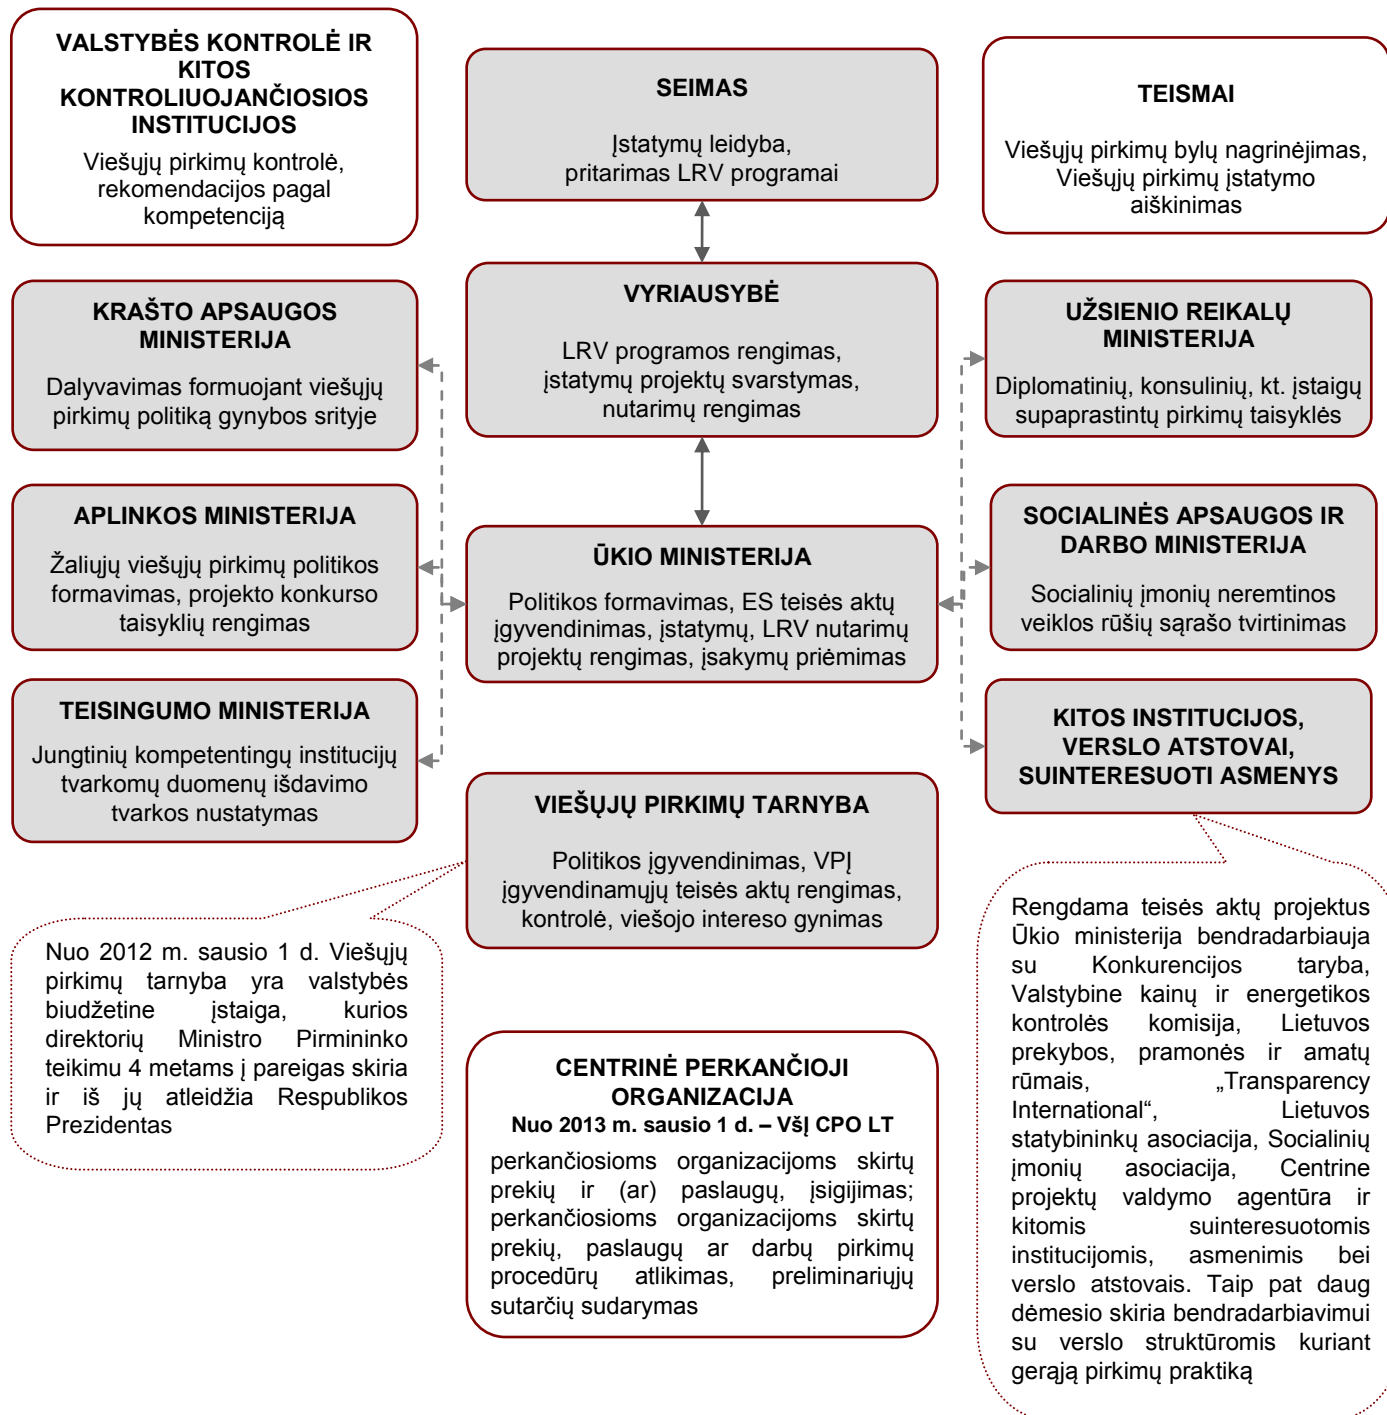 VALSTYBĖS KONTROLĖ IR
KITOS
KONTROLIUOJANČIOSIOS
INSTITUCIJOS
Viešųjų pirkimų kontrolė,
rekomendacijos pagal
kompetenciją
SEIMAS
Įstatymų leidyba,
pritarimas LRV programai
TEISMAI
Viešųjų pirkimų bylų nagrinėjimas,
Viešųjų pirkimų įstatymo
aiškinimas
KRAŠTO APSAUGOS
MINISTERIJA
Dalyvavimas formuojant viešųjų
pirkimų politiką gynybos srityje
VYRIAUSYBĖ
LRV programos rengimas,
įstatymų projektų svarstymas,
nutarimų rengimas
UŽSIENIO REIKALŲ
MINISTERIJA
Diplomatinių, konsulinių, kt. įstaigų
supaprastintų pirkimų taisyklės
APLINKOS MINISTERIJA
Žaliųjų viešųjų pirkimų politikos
formavimas, projekto konkurso
taisyklių rengimas
ŪKIO MINISTERIJA
Politikos formavimas, ES teisės aktų
įgyvendinimas, įstatymų, LRV nutarimų
projektų rengimas, įsakymų priėmimas
SOCIALINĖS APSAUGOS IR
DARBO MINISTERIJA
Socialinių įmonių neremtinos
veiklos rūšių sąrašo tvirtinimas
TEISINGUMO MINISTERIJA
Jungtinių kompetentingų institucijų
tvarkomų duomenų išdavimo
tvarkos nustatymas
VIEŠŲJŲ PIRKIMŲ TARNYBA
Politikos įgyvendinimas, VPĮ
įgyvendinamųjų teisės aktų rengimas,
kontrolė, viešojo intereso gynimas
KITOS INSTITUCIJOS,
VERSLO ATSTOVAI,
SUINTERESUOTI ASMENYS
Nuo 2012 m. sausio 1 d. Viešųjų
pirkimų tarnyba yra valstybės
biudžetine įstaiga, kurios
direktorių Ministro Pirmininko
teikimu 4 metams į pareigas skiria
ir iš jų atleidžia Respublikos
Prezidentas
CENTRINĖ PERKANČIOJI
ORGANIZACIJA
Nuo 2013 m. sausio 1 d. – VšĮ CPO LT
perkančiosioms organizacijoms skirtų
prekių ir (ar) paslaugų, įsigijimas;
perkančiosioms organizacijoms skirtų
prekių, paslaugų ar darbų pirkimų
procedūrų atlikimas, preliminariųjų
sutarčių sudarymas
Rengdama teisės aktų projektus
Ūkio ministerija bendradarbiauja
su Konkurencijos taryba,
Valstybine kainų ir energetikos
kontrolės komisija, Lietuvos
prekybos, pramonės ir amatų
rūmais, „Transparency
International“, Lietuvos
statybininkų asociacija, Socialinių
įmonių asociacija, Centrine
projektų valdymo agentūra ir
kitomis suinteresuotomis
institucijomis, asmenimis bei
verslo atstovais. Taip pat daug
dėmesio skiria bendradarbiavimui
su verslo struktūromis kuriant
gerąją pirkimų praktiką